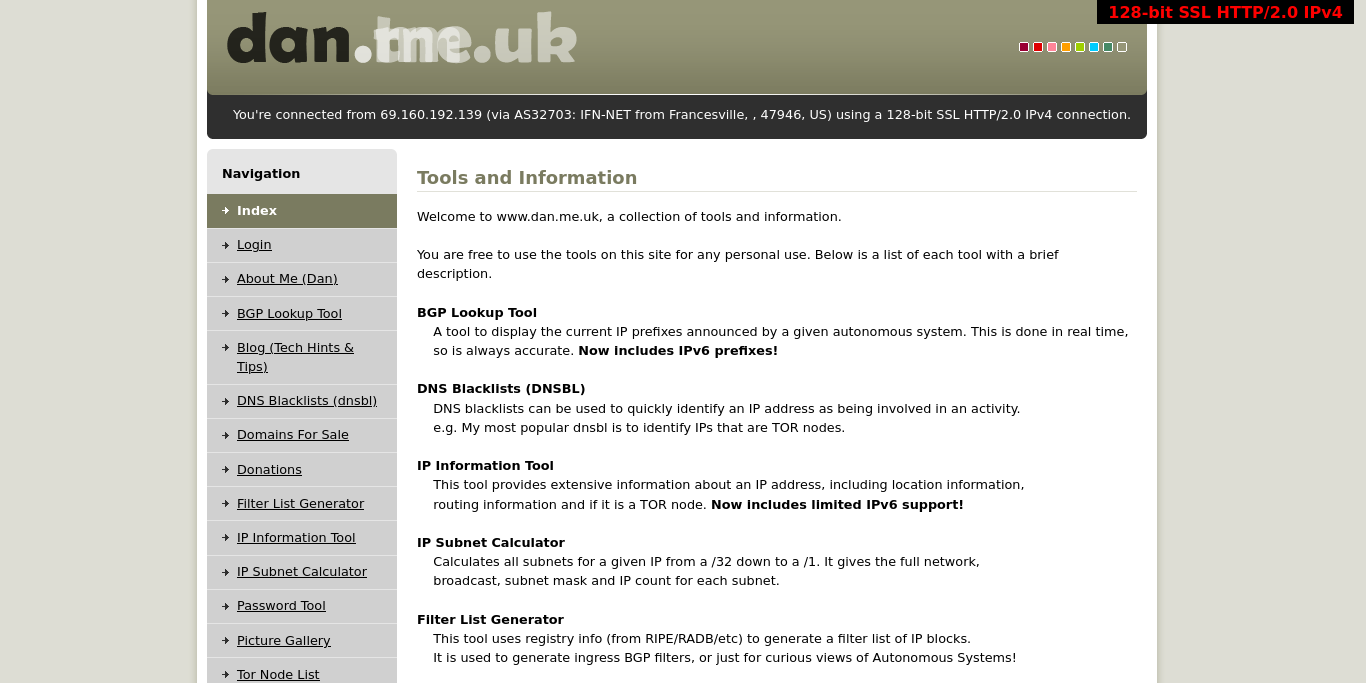 128-bit SSL HTTP/2.0 IPv4
dan.me.uk
You're connected from 69.160.192.139 (via AS32703: IFN-NET from Francesville, , 47946, US) using a 128-bit SSL HTTP/2.0 IPv4 connection.
Navigation
Index
Login
About Me (Dan)
BGP Lookup Tool
Blog (Tech Hints &
Tips)
DNS Blacklists (dnsbl)
Domains For Sale
Donations
Filter List Generator
IP Information Tool
IP Subnet Calculator
Password Tool
Picture Gallery
Tor Node List
Tools and Information
Welcome to www.dan.me.uk, a collection of tools and information.
You are free to use the tools on this site for any personal use. Below is a list of each tool with a brief
description.
BGP Lookup Tool
A tool to display the current IP prefixes announced by a given autonomous system. This is done in real time,
so is always accurate. Now includes IPv6 prefixes!
DNS Blacklists (DNSBL)
DNS blacklists can be used to quickly identify an IP address as being involved in an activity.
e.g. My most popular dnsbl is to identify IPs that are TOR nodes.
IP Information Tool
This tool provides extensive information about an IP address, including location information,
routing information and if it is a TOR node. Now includes limited IPv6 support!
IP Subnet Calculator
Calculates all subnets for a given IP from a /32 down to a /1. It gives the full network,
broadcast, subnet mask and IP count for each subnet.
Filter List Generator
This tool uses registry info (from RIPE/RADB/etc) to generate a filter list of IP blocks.
It is used to generate ingress BGP filters, or just for curious views of Autonomous Systems!